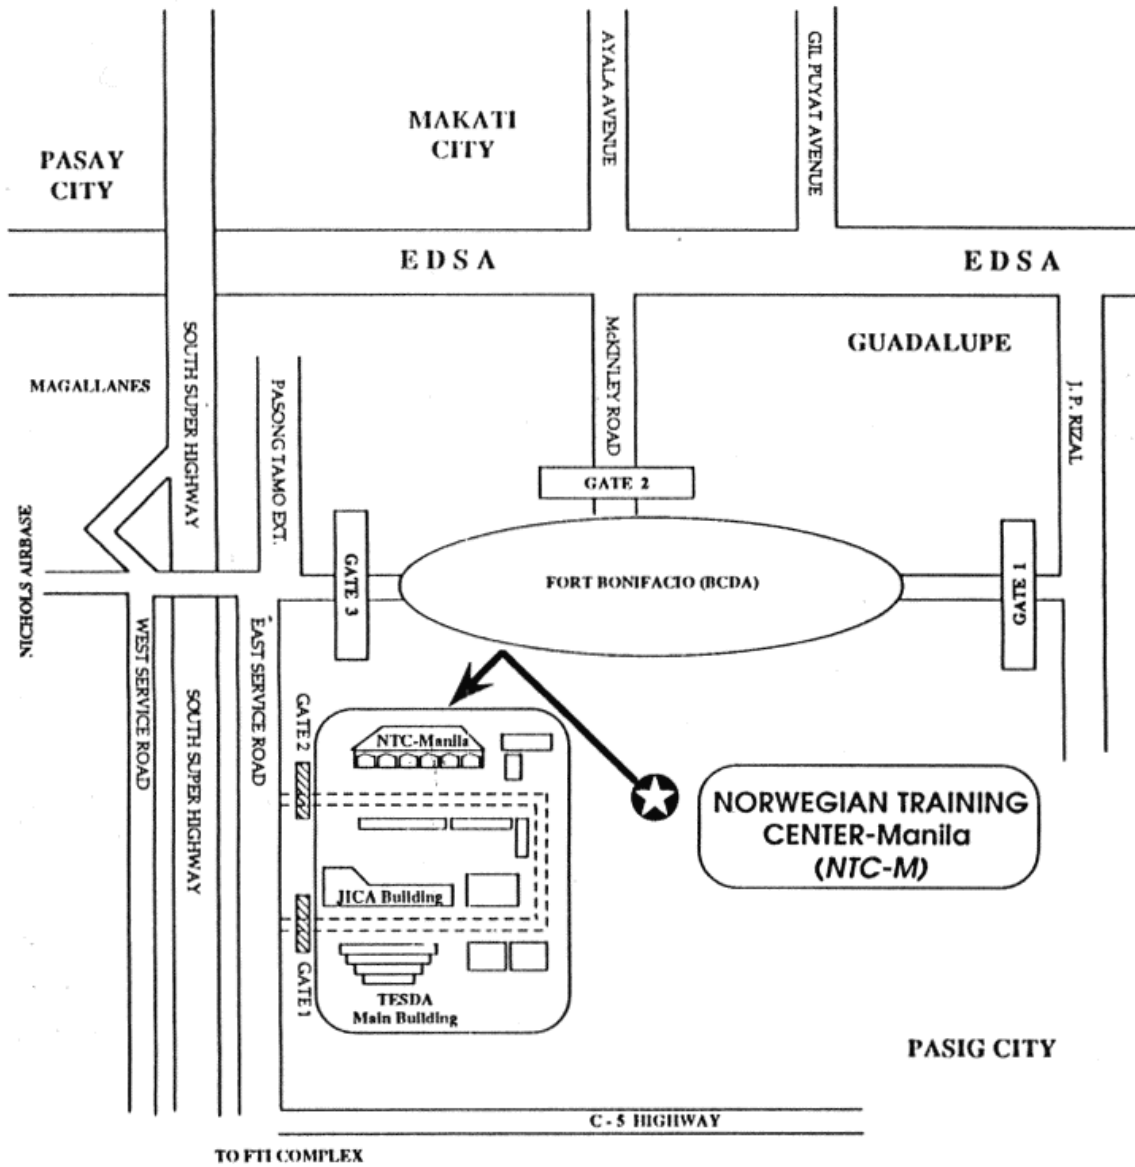 AYALA AVENUE
GIL PUYAT AVENUE
MAKATI
CITY
PASAY
CITY
EDSA
EDSA
SOUTH SUPER HIGHWAY
McKINLEY ROAD
GUADALUPE
MAGALLANES
PASONG TAMO EXT.
J. P. RIZAL
GATE 2
NICHOLS AIRBASE
GATE 3
FORT BONIFACIO (BCDA)
GATE 1
WEST SERVICE ROAD
SOUTH SUPER HIGHWAY
EAST SERVICE ROAD
GATE 2
NTC-Manila
NORWEGIAN TRAINING
CENTER-Manila
(NTC-M)
JICA Building
GATE 1
TESDA
Main Building
PASIG CITY
C - 5 HIGHWAY
TO FTI COMPLEX